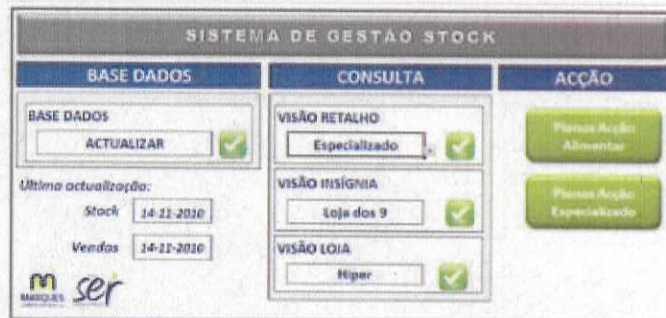 SISTEMA DE GESTÃO STOCK
BASE DADOS
CONSULTA
ACÇÃO
BASE DADOS
ACTUALIZAR
Última actualização:
Stock 14-11-2010
Vendas 14-11-2010
MARQUES
ser
VISÃO RETALHO
Especializado
VISÃO INSÍGNIA
Loja dos 9
VISÃO LOJA
Hiper
Planos Acção
Alimentar
Planos Acção
Especializado